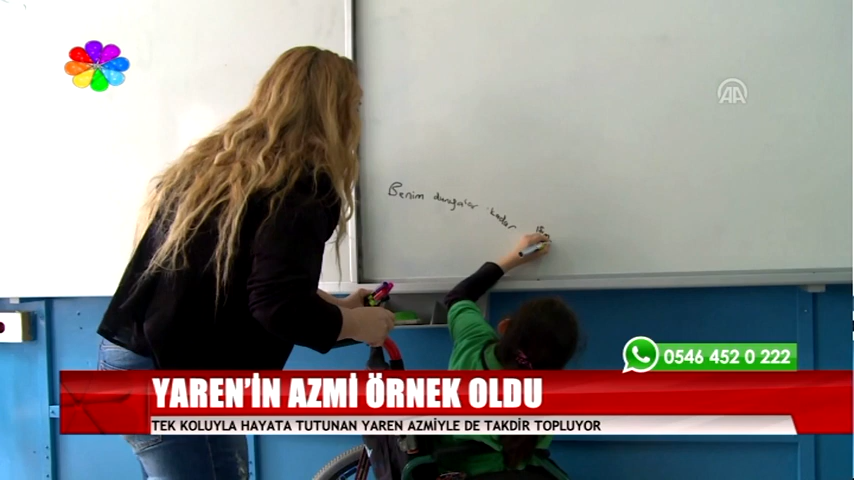 AA
Benim
kadar
0546 452 0 222
YAREN'İN AZMİ ÖRNEK OLDU
TEK KOLUYLA HAYATA TUTUNAN YAREN AZMİYLE DE TAKDİR TOPLUYOR